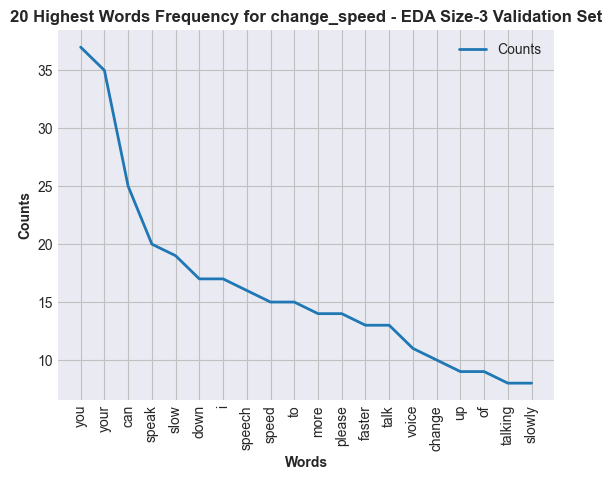 20 Highest Words Frequency for change_speed - EDA Size-3 Validation Set
Counts
Counts
35
30
25
20
15
10
you
your
can
speak
slow
down
i
speech
speed
to
more
please
faster
talk
voice
change
up
of
talking
slowly
Words